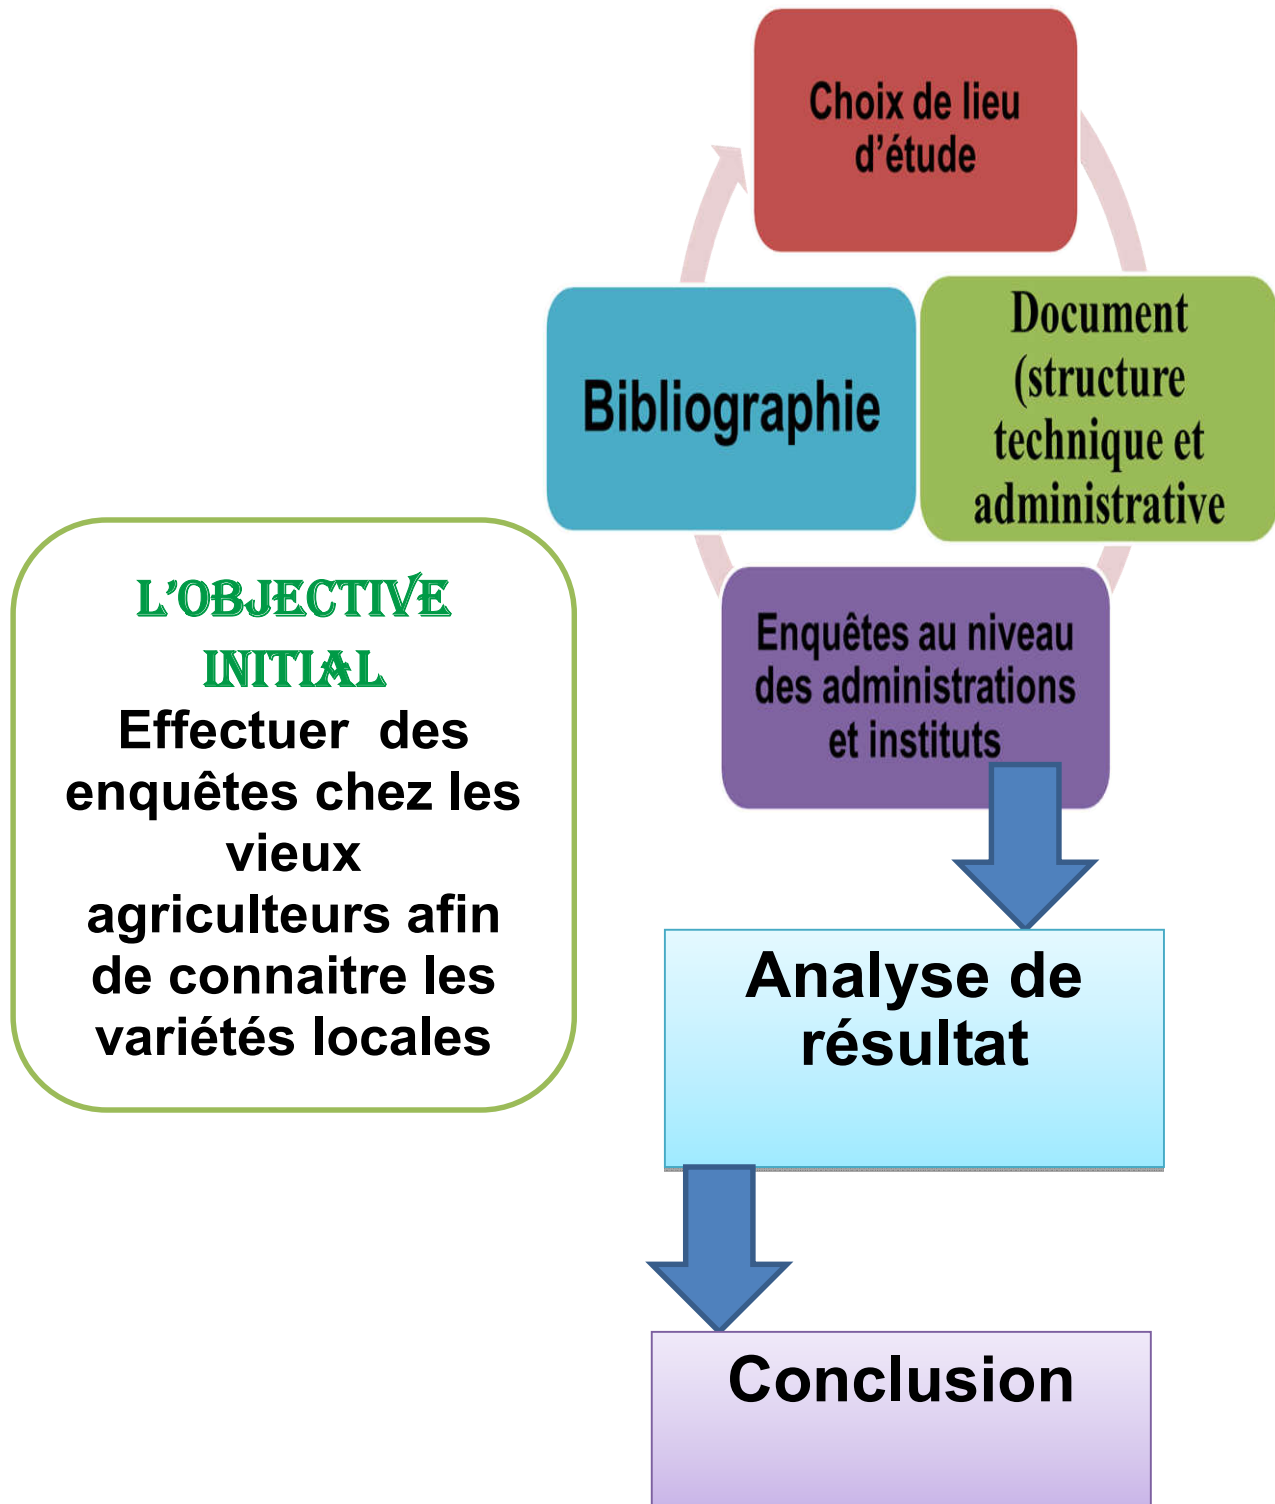 Choix de lieu
d'étude
Bibliographie
Document
(structure
technique et
administrative
Enquêtes au niveau
des administrations
et instituts
L'OBJECTIVE
INITIAL
Effectuer des
enquêtes chez les
vieux
agriculteurs afin
de connaitre les
variétés locales
Analyse de
résultat
Conclusion